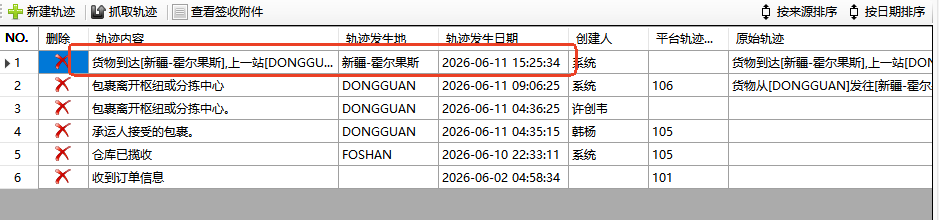 新建轨迹 抓取轨迹 查看签收附件 按来源排序 按日期排序
NO. 删除 轨迹内容 轨迹发生地 轨迹发生日期 创建人 平台轨迹... 原始轨迹
1 货物到达[新疆-霍尔果斯],上一站[DONGGU... 新疆-霍尔果斯 2026-06-11 15:25:34 系统 货物到达[新疆-霍尔果斯],上一站[DON
2 包裹离开枢纽或分拣中心 DONGGUAN 2026-06-11 09:06:25 系统 106 货物从[DONGGUAN]发往[新疆-霍尔
3 包裹离开分拣中心。 DONGGUAN 2026-06-11 04:36:25 许创韦
4 承运人接受的包裹。 DONGGUAN 2026-06-11 04:35:15 韩杨 105
5 仓库已揽收 FOSHAN 2026-06-10 22:33:11 系统 105
6 收到订单信息 2026-06-02 04:58:34 101